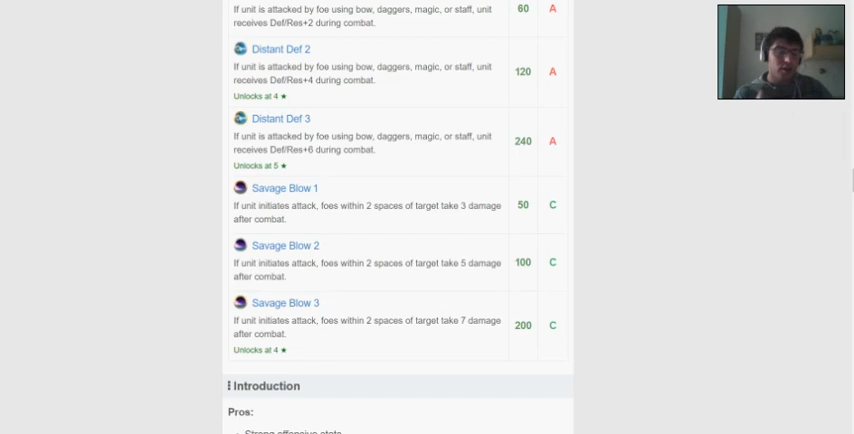 If unit is attacked by foe using bow, daggers, magic, or staff, unit
receives Def/Res+2 during combat.
60 A
Distant Def 2
If unit is attacked by foe using bow, daggers, magic, or staff, unit
receives Def/Res+4 during combat.
Unlocks at 4 ★
120 A
Distant Def 3
If unit is attacked by foe using bow, daggers, magic, or staff, unit
receives Def/Res+6 during combat.
Unlocks at 5 ★
240 A
Savage Blow 1
If unit initiates attack, foes within 2 spaces of target take 3 damage
after combat.
50 C
Savage Blow 2
If unit initiates attack, foes within 2 spaces of target take 5 damage
after combat.
100 C
Savage Blow 3
If unit initiates attack, foes within 2 spaces of target take 7 damage
after combat.
Unlocks at 4 ★
200 C
Introduction
Pros:
Strong offensive stats